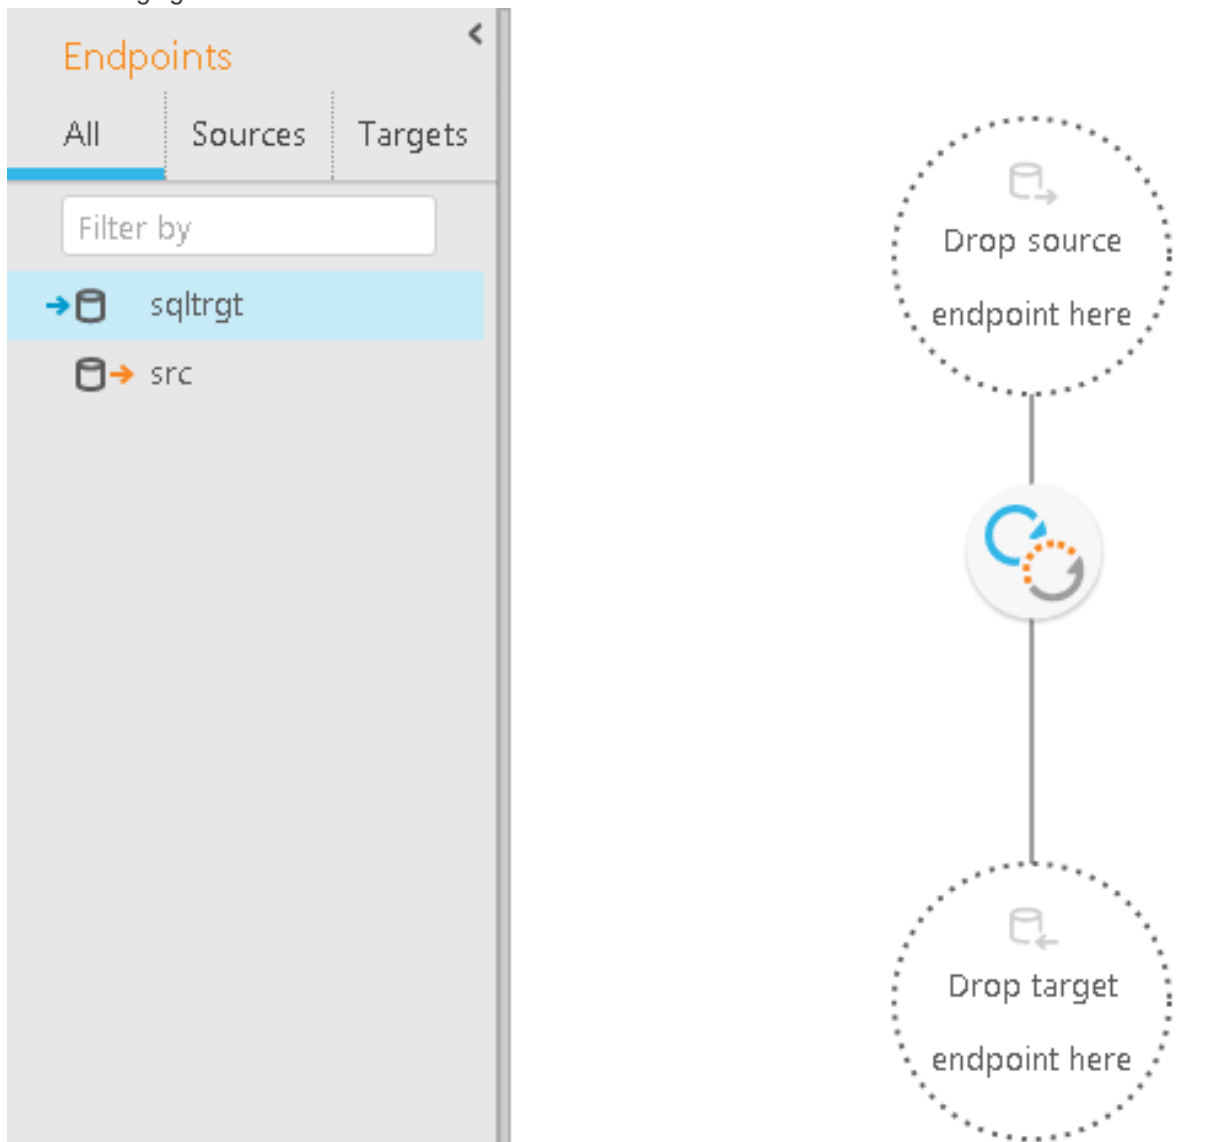 Endpoints
All
Sources
Targets
Filter by
sqltrgt
src
Drop source
endpoint here
Drop target
endpoint here